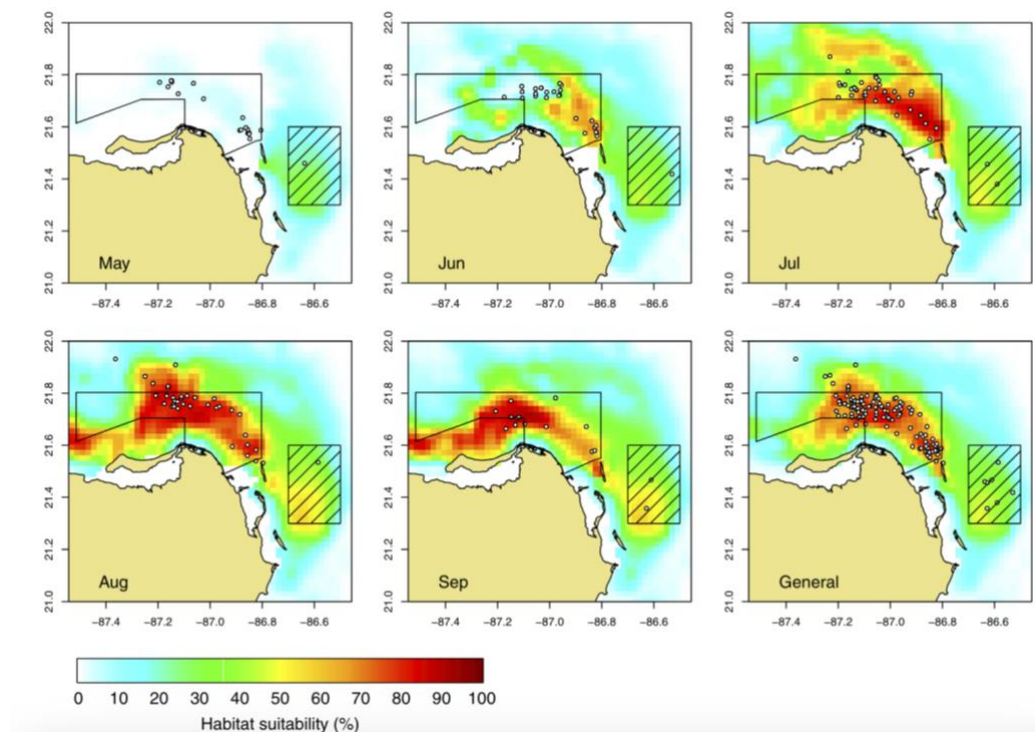 22.0 22.0 22.0
21.8 21.8 21.8
21.6 21.6 21.6
21.4 21.4 21.4
21.2 21.2 21.2
21.0 21.0 21.0
May Jun Jul
−87.4 −87.2 −87.0 −86.8 −86.6 −87.4 −87.2 −87.0 −86.8 −86.6 −87.4 −87.2 −87.0 −86.8 −86.6
22.0 22.0 22.0
21.8 21.8 21.8
21.6 21.6 21.6
21.4 21.4 21.4
21.2 21.2 21.2
21.0 21.0 21.0
Aug Sep General
−87.4 −87.2 −87.0 −86.8 −86.6 −87.4 −87.2 −87.0 −86.8 −86.6 −87.4 −87.2 −87.0 −86.8 −86.6
0 10 20 30 40 50 60 70 80 90 100
Habitat suitability (%)